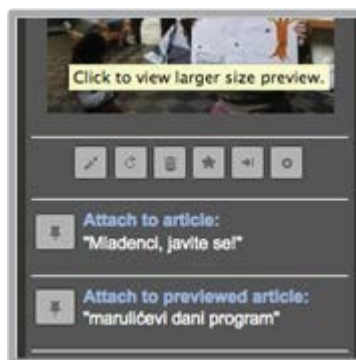 Click to view larger size preview.
Attach to article:
"Mladenci, javite se!"
Attach to previewed article:
"marulićevi dani program"